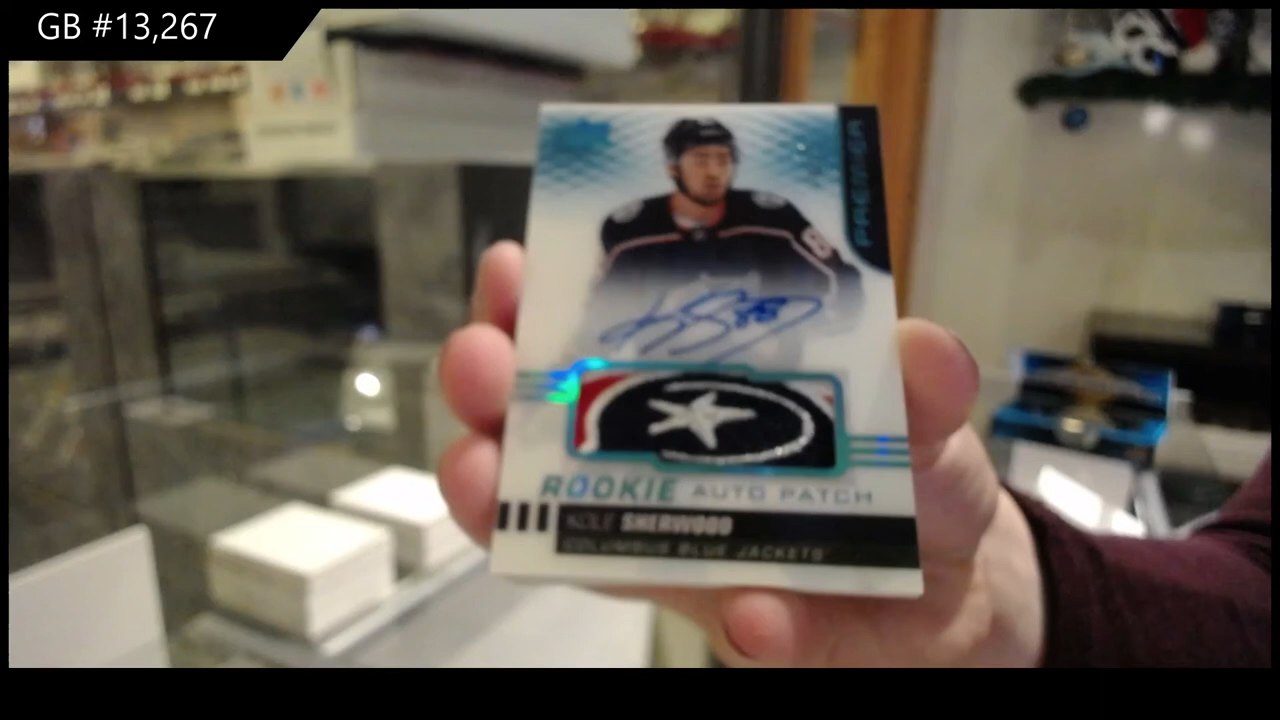 GB #13,267
PREMIER
ROOKIE AUTO PATCH
KOLE SHERWOOD
COLUMBUS BLUE JACKETS